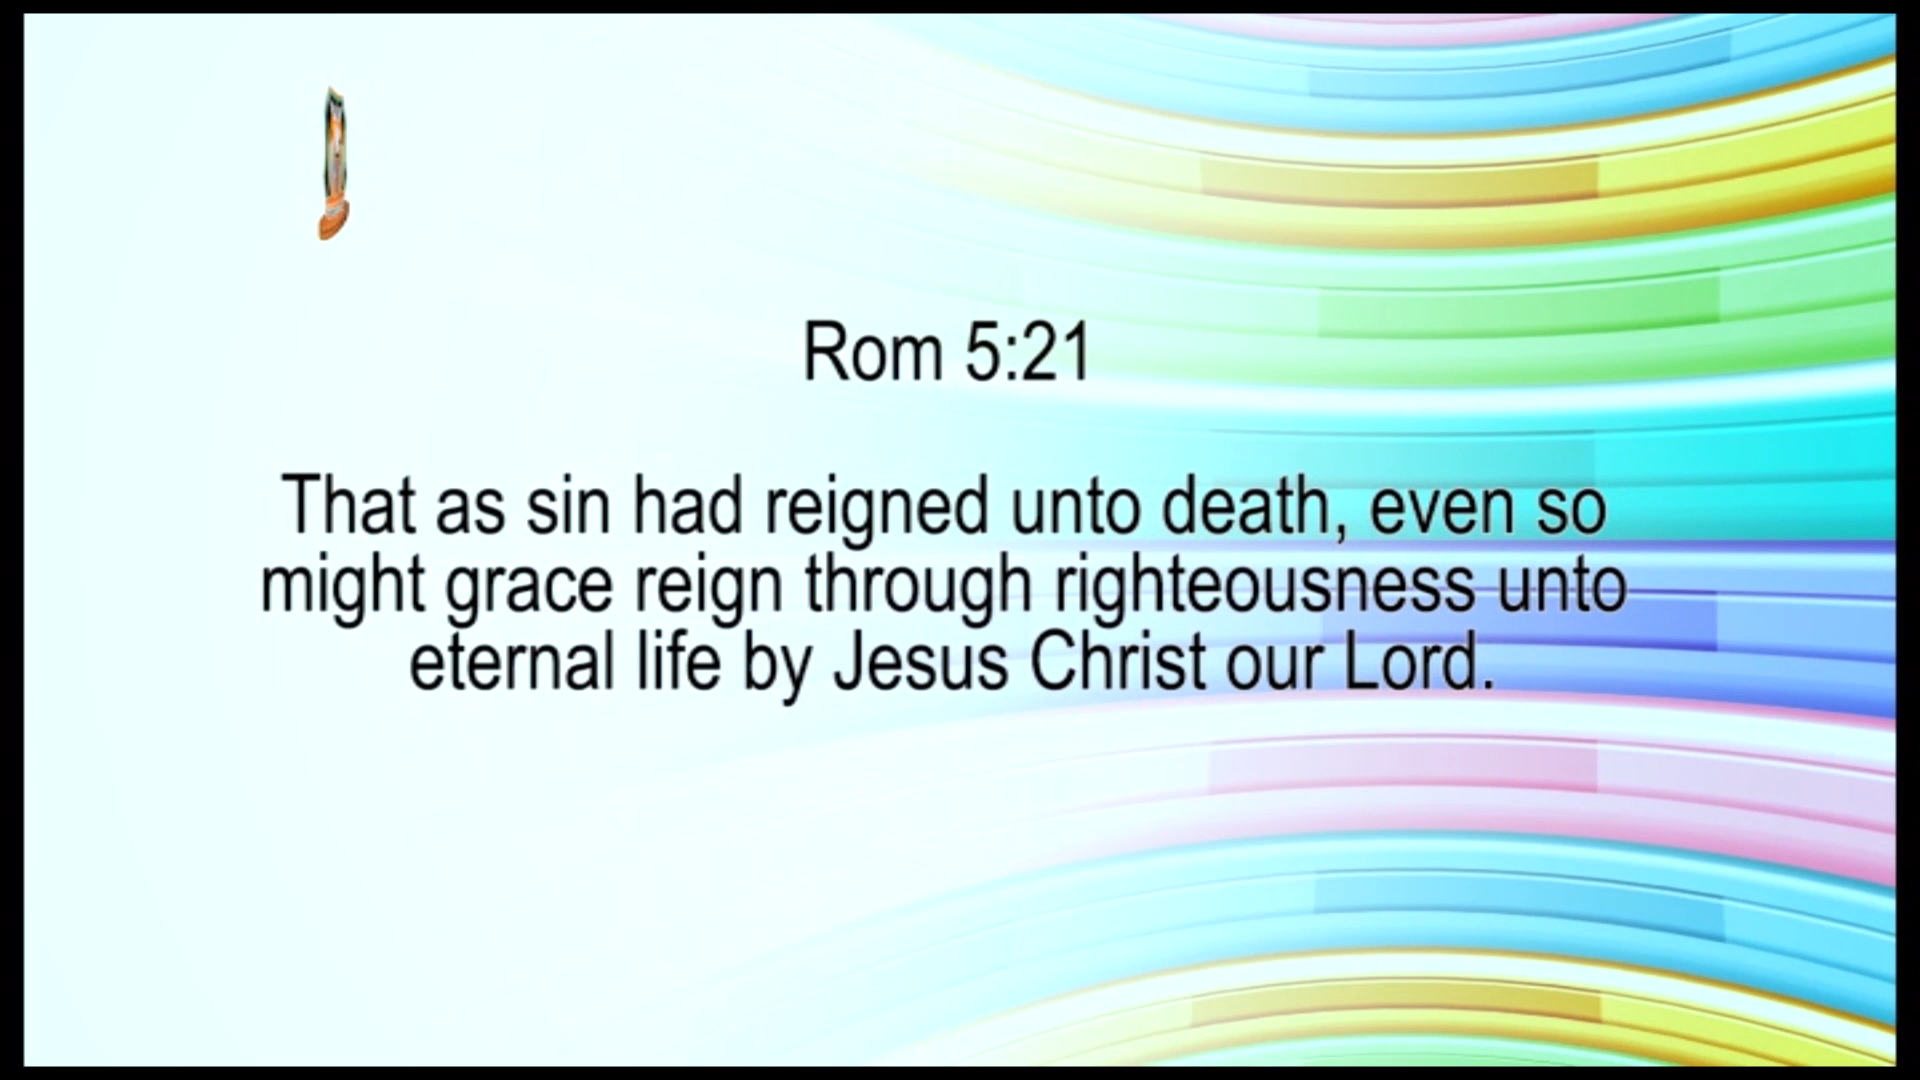 Rom 5:21
That as sin had reigned unto death, even so
might grace reign through righteousness unto
eternal life by Jesus Christ our Lord.